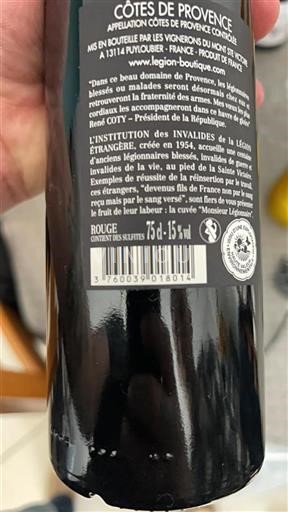 CÔTES DE PROVENCE
APPELLATION CÔTES DE PROVENCE CONTRÔLÉE
MIS EN BOUTEILLE PAR LES VIGNERONS DU MONT STE VICTOIRE
A 13114 PUYLOUBIER - FRANCE - PRODUIT DE FRANCE
www.legion-boutique.com
"Dans ce beau domaine de Provence, les légionnaires
blessés ou malades seront désormais chez eux et
retrouveront la fraternité des armes. Mes voeux les plus
cordiaux les accompagneront dans ce havre de gloire"
René COTY – Président de la République.
L'INSTITUTION des INVALIDES de la LÉGION
ÉTRANGÈRE, créée en 1954, accueille une centaine
d'anciens légionnaires blessés, invalides de guerre et
invalides de la vie, au pied de la Sainte Victoire.
Exemples de réussite de la réinsertion par le travail,
ces étrangers, "devenus fils de France non par le sang
reçu mais par le sang versé", sont fiers de vous présenter
le fruit de leur labeur : la cuvée "Monsieur Légionnaire".
ROUGE
CONTIENT DES SULFITES
75 cl - 15 % vol
3 760039 018014